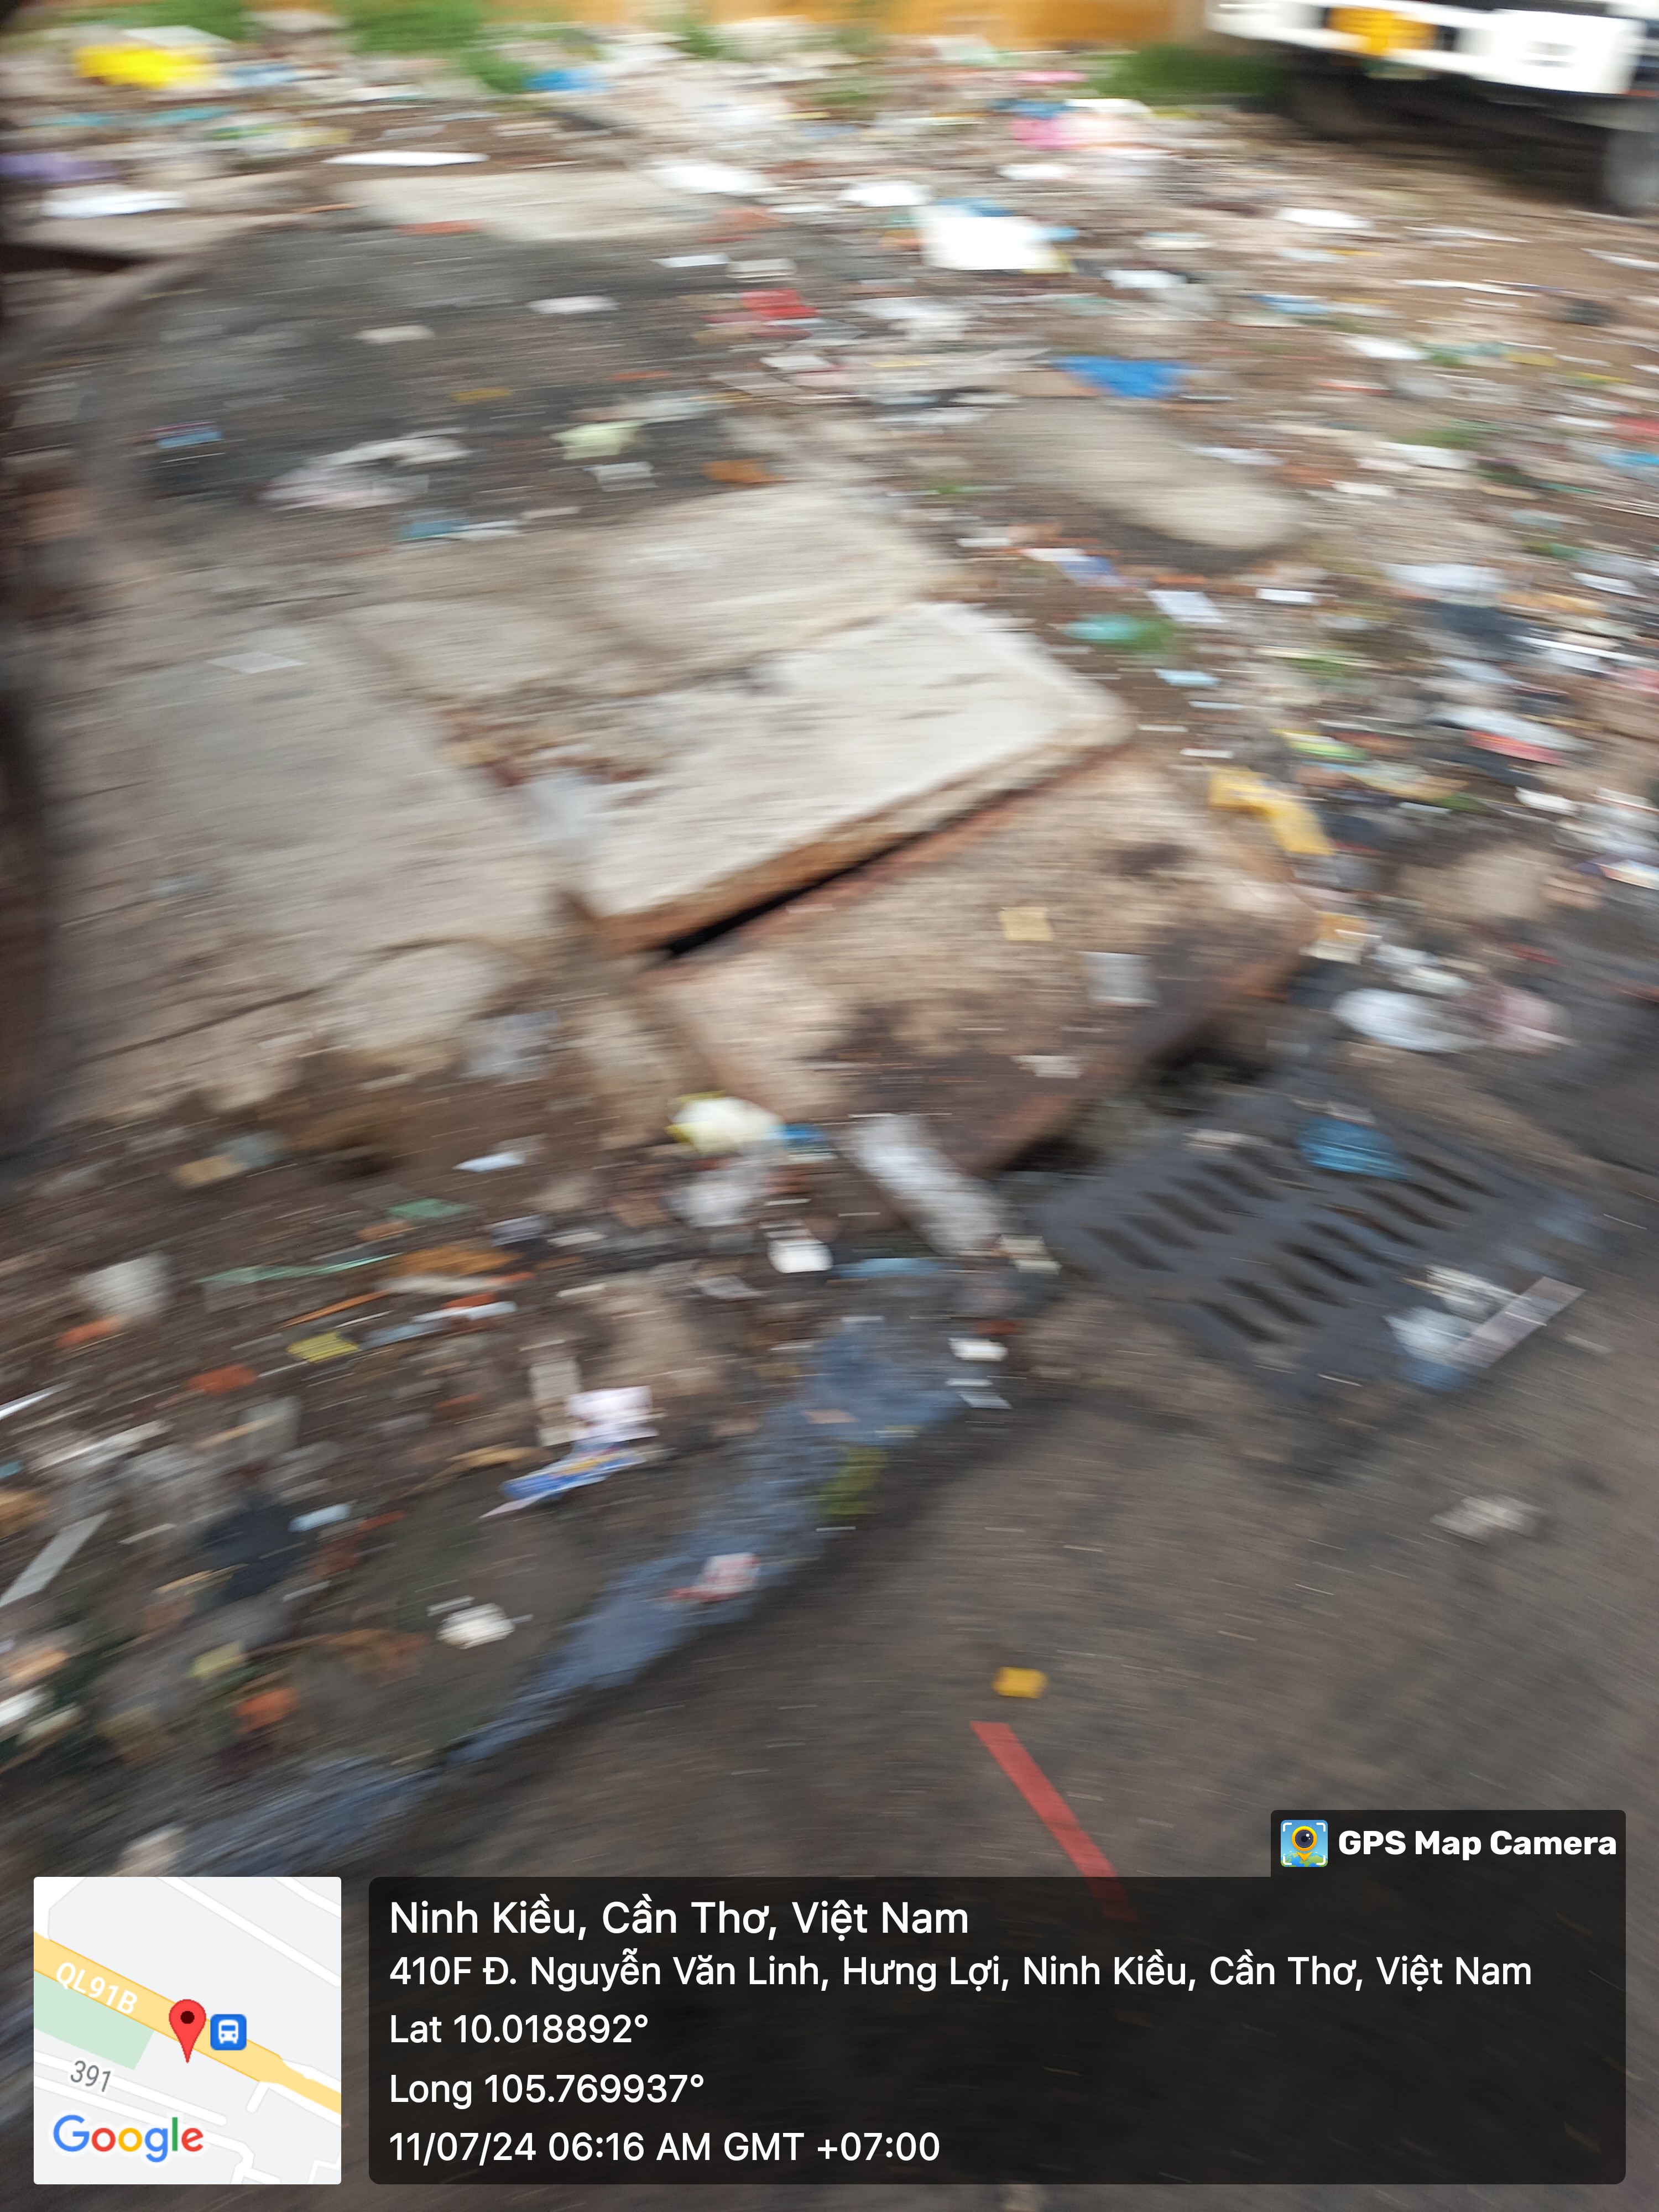 GPS Map Camera
Ninh Kiều, Cần Thơ, Việt Nam
410F Đ. Nguyễn Văn Linh, Hưng Lợi, Ninh Kiều, Cần Thơ, Việt Nam
Lat 10.018892°
Long 105.769937°
11/07/24 06:16 AM GMT +07:00
QL91B
391
Google